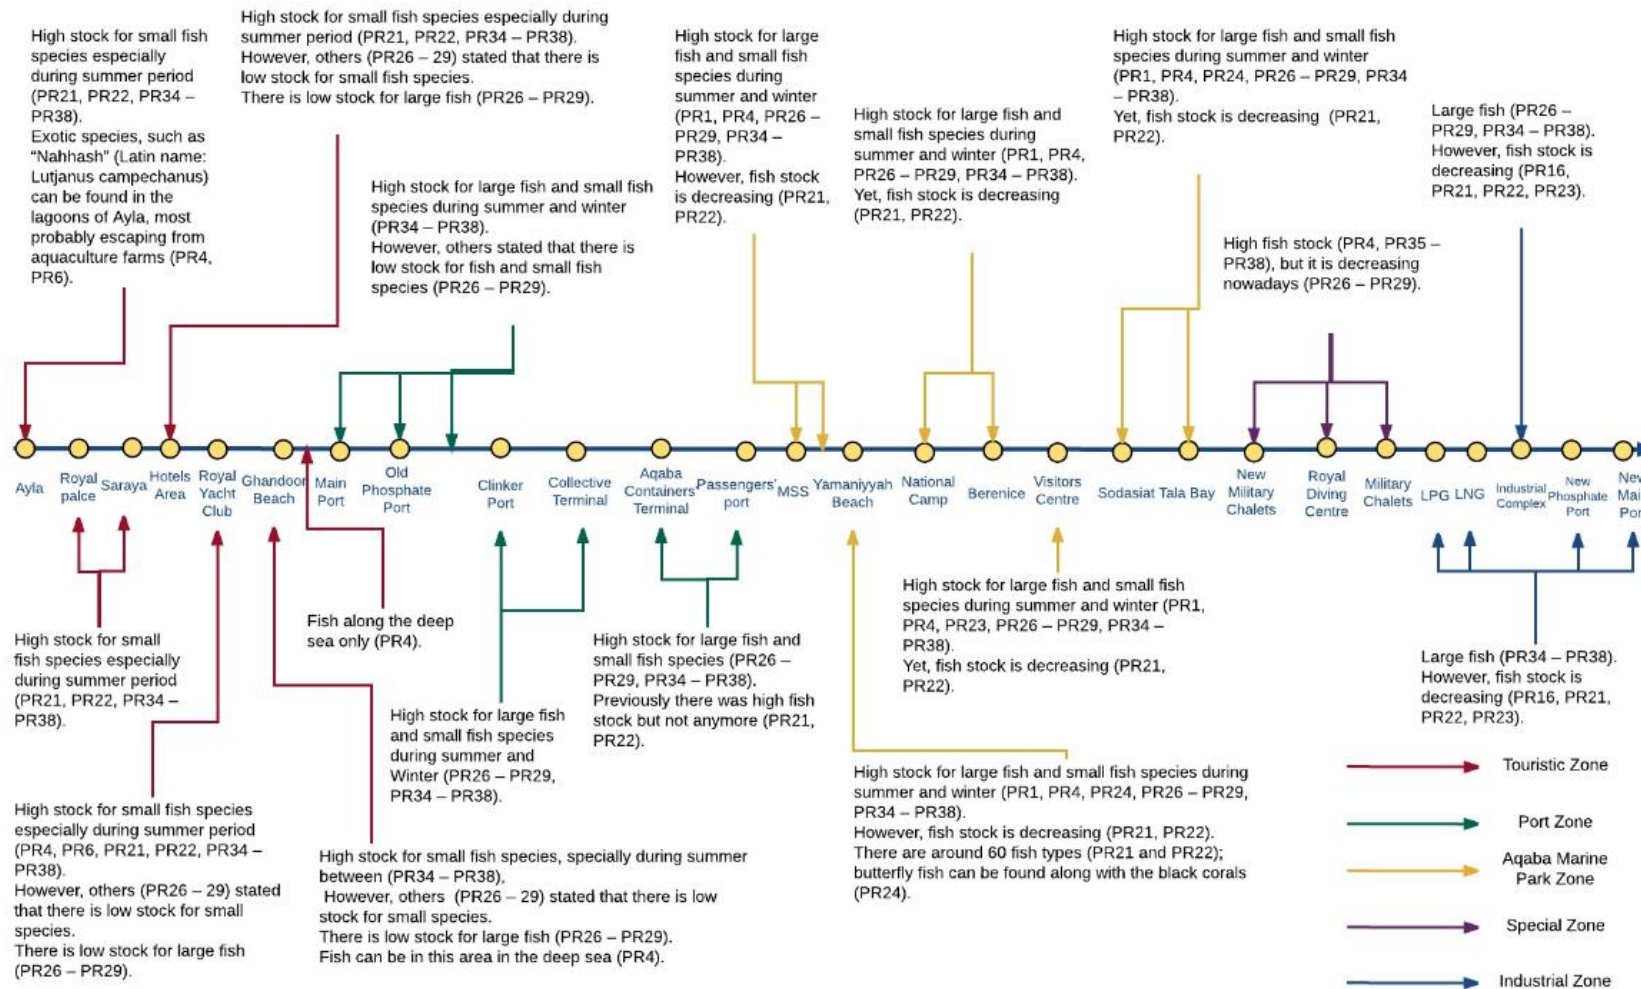 High stock for small fish
species especially
during summer period
(PR21, PR22, PR34 –
PR38).
Exotic species, such as
“Nahhash” (Latin name:
Lutjanus campechanus)
can be found in the
lagoons of Ayla, most
probably escaping from
aquaculture farms (PR4,
PR6).
High stock for small fish species especially during
summer period (PR21, PR22, PR34 – PR38).
However, others (PR26 – 29) stated that there is
low stock for small fish species.
There is low stock for large fish (PR26 – PR29).
High stock for large fish and small fish
species during summer and winter
(PR34 – PR38).
However, others stated that there is
low stock for fish and small fish
species (PR26 – PR29).
High stock for large
fish and small fish
species during
summer and winter
(PR1, PR4, PR26 –
PR29, PR34 –
PR38).
However, fish stock
is decreasing (PR21,
PR22).
High stock for large fish and
small fish species during
summer and winter (PR1, PR4,
PR26 – PR29, PR34 – PR38).
Yet, fish stock is decreasing
(PR21, PR22).
High stock for large fish and small fish
species during summer and winter
(PR1, PR4, PR24, PR26 – PR29, PR34
– PR38).
Yet, fish stock is decreasing (PR21,
PR22).
High fish stock (PR4, PR35 –
PR38), but it is decreasing
nowadays (PR26 – PR29).
Large fish (PR26 –
PR29, PR34 – PR38).
However, fish stock is
decreasing (PR16,
PR21, PR22, PR23).
Ayla
Royal
palce
Saraya
Hotels
Area
Royal
Yacht
Club
Ghandoor
Beach
Main
Port
Old
Phosphate
Port
Clinker
Port
Collective
Terminal
Aqaba
Containers
Terminal
Passengers'
port
MSS
Yamaniyyah
Beach
National
Camp
Berenice
Visitors
Centre
Sodasiat
Tala Bay
New
Military
Chalets
Royal
Diving
Centre
Military
Chalets
LPG
LNG
Industrial
Complex
New
Phosphate
Port
New
Mai
Por
High stock for small
fish species especially
during summer period
(PR21, PR22, PR34 –
PR38).
High stock for small fish species
especially during summer period
(PR4, PR6, PR21, PR22, PR34 –
PR38).
However, others (PR26 – 29) stated
that there is low stock for small
species.
There is low stock for large fish
(PR26 – PR29).
Fish along the deep
sea only (PR4).
High stock for small fish species, specially during summer
between (PR34 – PR38),
However, others (PR26 – 29) stated that there is low
stock for small species.
There is low stock for large fish (PR26 – PR29).
Fish can be in this area in the deep sea (PR4).
High stock for large fish
and small fish species
during summer and
Winter (PR26 – PR29,
PR34 – PR38).
High stock for large fish and
small fish species (PR26 –
PR29, PR34 – PR38).
Previously there was high fish
stock but not anymore (PR21,
PR22).
High stock for large fish and small fish species during
summer and winter (PR1, PR4, PR24, PR26 – PR29,
PR34 – PR38).
However, fish stock is decreasing (PR21, PR22).
There are around 60 fish types (PR21 and PR22);
butterfly fish can be found along with the black corals
(PR24).
High stock for large fish and small fish
species during summer and winter (PR1,
PR4, PR23, PR26 – PR29, PR34 –
PR38).
Yet, fish stock is decreasing (PR21,
PR22).
Large fish (PR34 – PR38).
However, fish stock is
decreasing (PR16, PR21,
PR22, PR23).
Touristic Zone
Port Zone
Aqaba Marine
Park Zone
Special Zone
Industrial Zone